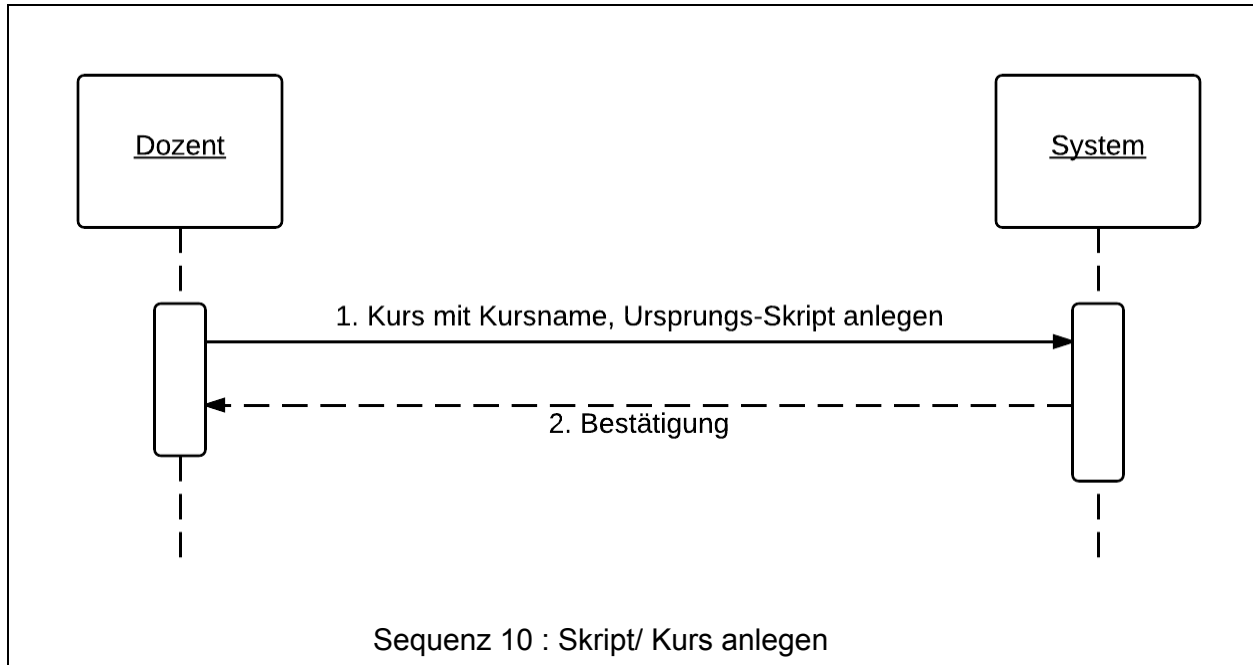 Dozent
System
1. Kurs mit Kursname, Ursprungs-Skript anlegen
2. Bestätigung
Sequenz 10 : Skript/ Kurs anlegen